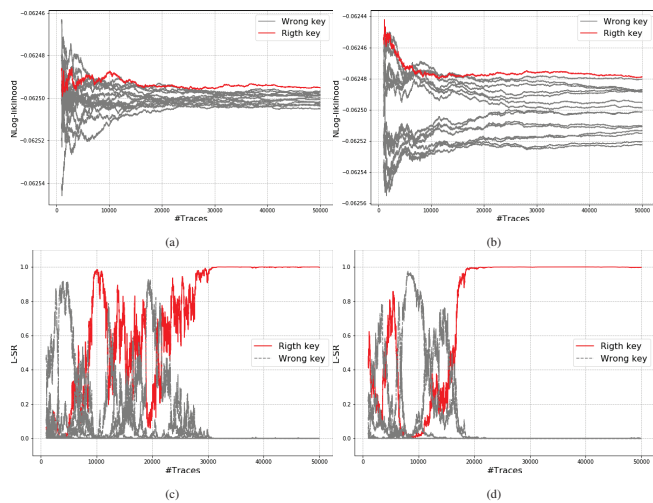 −0.06246
−0.06248
−0.06250
−0.06252
−0.06254
NLog-likelihood
Wrong key
Rigth key
0
10000
20000
30000
40000
50000
#Traces
(a)
−0.06244
−0.06246
−0.06248
−0.06250
−0.06252
−0.06254
−0.06256
NLog-likelihood
Wrong key
Rigth key
0
10000
20000
30000
40000
50000
#Traces
(b)
1.0
0.8
0.6
0.4
0.2
0.0
L-SR
Rigth key
Wrong key
0
10000
20000
30000
40000
50000
#Traces
(c)
1.0
0.8
0.6
0.4
0.2
0.0
L-SR
Rigth key
Wrong key
0
10000
20000
30000
40000
50000
#Traces
(d)